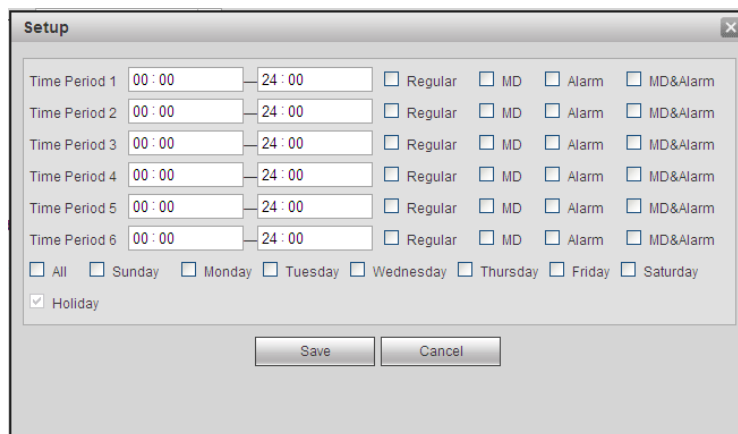 Setup
Time Period 1 00:00 — 24:00 Regular MD Alarm MD&Alarm
Time Period 2 00:00 — 24:00 Regular MD Alarm MD&Alarm
Time Period 3 00:00 — 24:00 Regular MD Alarm MD&Alarm
Time Period 4 00:00 — 24:00 Regular MD Alarm MD&Alarm
Time Period 5 00:00 — 24:00 Regular MD Alarm MD&Alarm
Time Period 6 00:00 — 24:00 Regular MD Alarm MD&Alarm
All Sunday Monday Tuesday Wednesday Thursday Friday Saturday
Holiday
Save Cancel